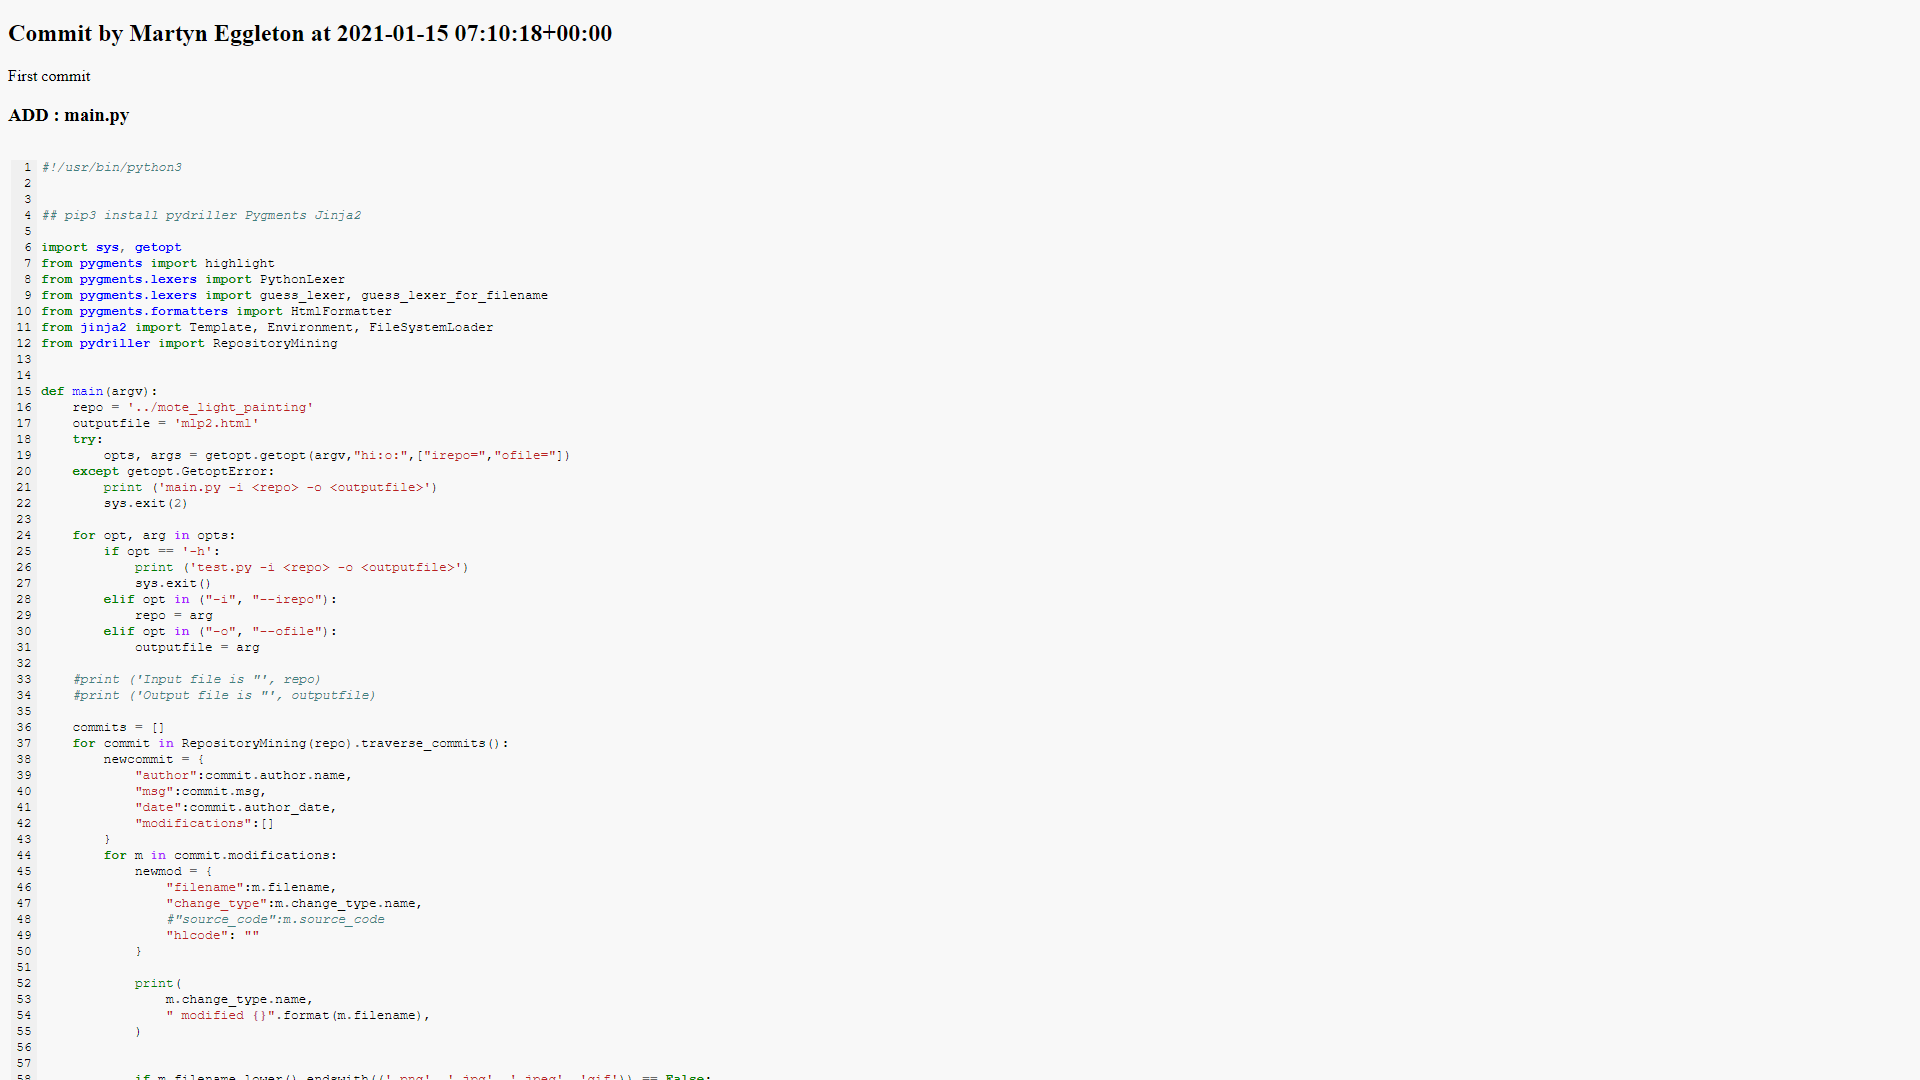 Commit by Martyn Eggleton at 2021-01-15 07:10:18+00:00
First commit
ADD : main.py
1 #!/usr/bin/python3
2
3
4 ## pip3 install pydriller Pygments Jinja2
5
6 import sys, getopt
7 from pygments import highlight
8 from pygments.lexers import PythonLexer
9 from pygments.lexers import guess_lexer, guess_lexer_for_filename
10 from pygments.formatters import HtmlFormatter
11 from jinja2 import Template, Environment, FileSystemLoader
12 from pydriller import RepositoryMining
13
14
15 def main(argv):
16     repo = '../mote_light_painting'
17     outputfile = 'mlp2.html'
18     try:
19         opts, args = getopt.getopt(argv,"hi:o:",["irepo=","ofile="])
20     except getopt.GetoptError:
21         print ('main.py -i <repo> -o <outputfile>')
22         sys.exit(2)
23
24     for opt, arg in opts:
25         if opt == '-h':
26             print ('test.py -i <repo> -o <outputfile>')
27             sys.exit()
28         elif opt in ("-i", "--irepo"):
29             repo = arg
30         elif opt in ("-o", "--ofile"):
31             outputfile = arg
32
33     #print ('Input file is "', repo)
34     #print ('Output file is "', outputfile)
35
36     commits = []
37     for commit in RepositoryMining(repo).traverse_commits():
38         newcommit = {
39             "author":commit.author.name,
40             "msg":commit.msg,
41             "date":commit.author_date,
42             "modifications":[]
43         }
44         for m in commit.modifications:
45             newmod = {
46                 "filename":m.filename,
47                 "change_type":m.change_type.name,
48                 #"source_code":m.source_code
49                 "hlcode": ""
50             }
51
52             print(
53                 m.change_type.name,
54                 " modified {}".format(m.filename),
55             )
56
57
58             if m.filename.lower().endswith(('.png', '.jpg', '.jpeg', 'gif')) == False: